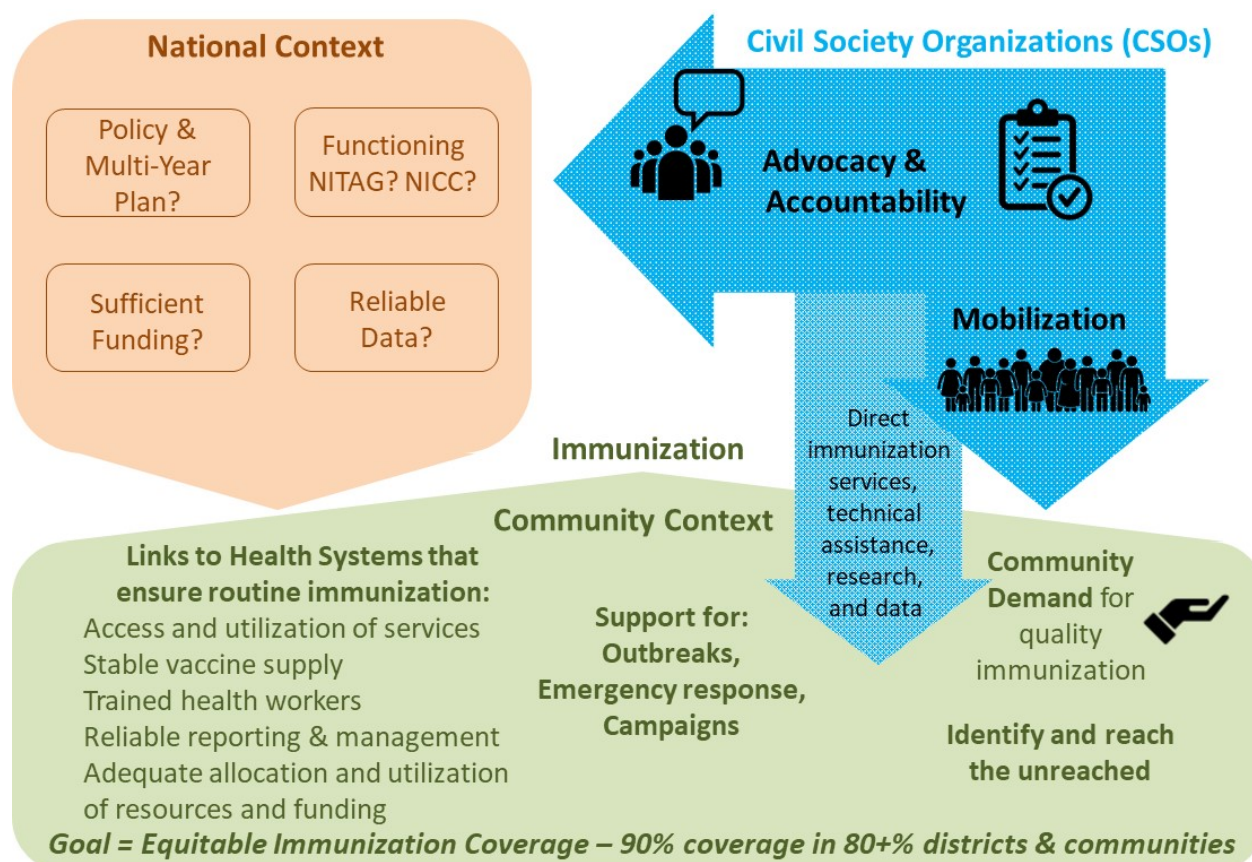 National Context
Policy &
Multi-Year
Plan?
Functioning
NITAG? NICC?
Sufficient
Funding?
Reliable
Data?
Civil Society Organizations (CSOs)
Advocacy &
Accountability
Mobilization
Direct
immunization
services,
technical
assistance,
research,
and data
Immunization
Community Context
Links to Health Systems that
ensure routine immunization:
Access and utilization of services
Stable vaccine supply
Trained health workers
Reliable reporting & management
Adequate allocation and utilization
of resources and funding
Support for:
Outbreaks,
Emergency response,
Campaigns
Community
Demand for
quality
immunization
Identify and reach
the unreached
Goal = Equitable Immunization Coverage – 90% coverage in 80+% districts & communities